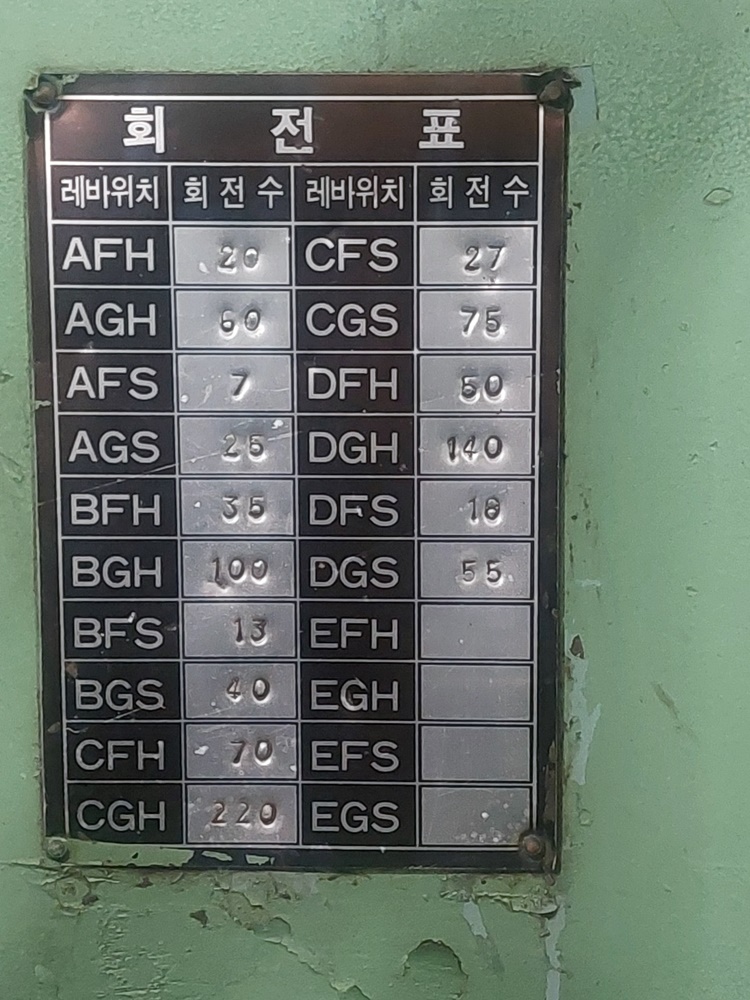 회 전 표
레바위치 회 전 수 레바위치 회 전 수
AFH 20 CFS 27
AGH 60 CGS 75
AFS 7 DFH 50
AGS 25 DGH 140
BFH 35 DFS 18
BGH 100 DGS 55
BFS 13 EFH
BGS 40 EGH
CFH 70 EFS
CGH 220 EGS